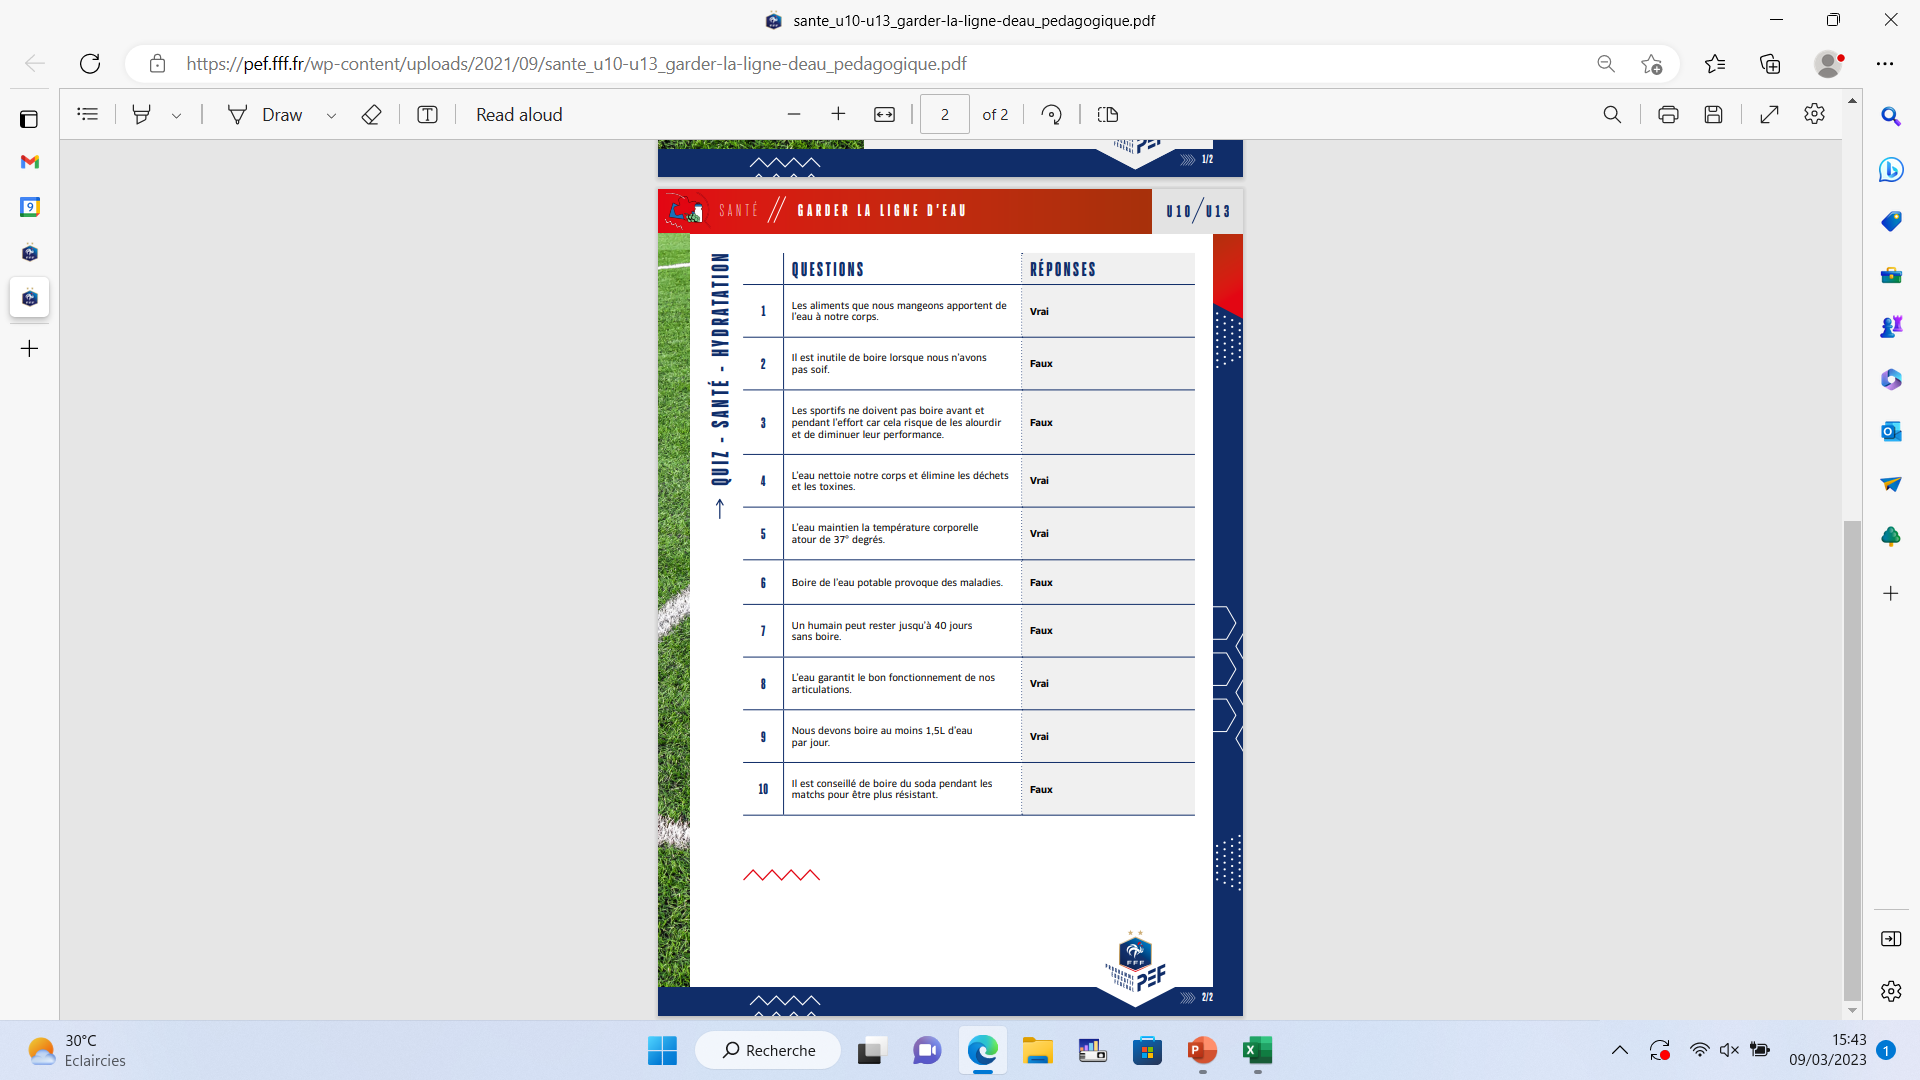 sante_u10-u13_garder-la-ligne-deau_pedagogique.pdf
https://pef.fff.fr/wp-content/uploads/2021/09/sante_u10-u13_garder-la-ligne-deau_pedagogique.pdf
Draw
Read aloud
2 of 2
1/2
SANTÉ // GARDER LA LIGNE D'EAU
U10/U13
QUIZ - SANTÉ - HYDRATATION
QUESTIONS RÉPONSES
1 Les aliments que nous mangeons apportent de
l'eau à notre corps.
Vrai
2 Il est inutile de boire lorsque nous n'avons
pas soif.
Faux
3 Les sportifs ne doivent pas boire avant et
pendant l'effort car cela risque de les alourdir
et de diminuer leur performance.
Faux
4 L'eau nettoie notre corps et élimine les déchets
et les toxines.
Vrai
5 L'eau maintien la température corporelle
atour de 37° degrés.
Vrai
6 Boire de l'eau potable provoque des maladies.
Faux
7 Un humain peut rester jusqu'à 40 jours
sans boire.
Faux
8 L'eau garantit le bon fonctionnement de nos
articulations.
Vrai
9 Nous devons boire au moins 1,5L d'eau
par jour.
Vrai
10 Il est conseillé de boire du soda pendant les
matchs pour être plus résistant.
Faux
FFF
PROGRAMME
ÉDUCATIF
FÉDÉRAL
PEF
2/2
30°C
Eclaircies
Recherche
15:43
09/03/2023
1